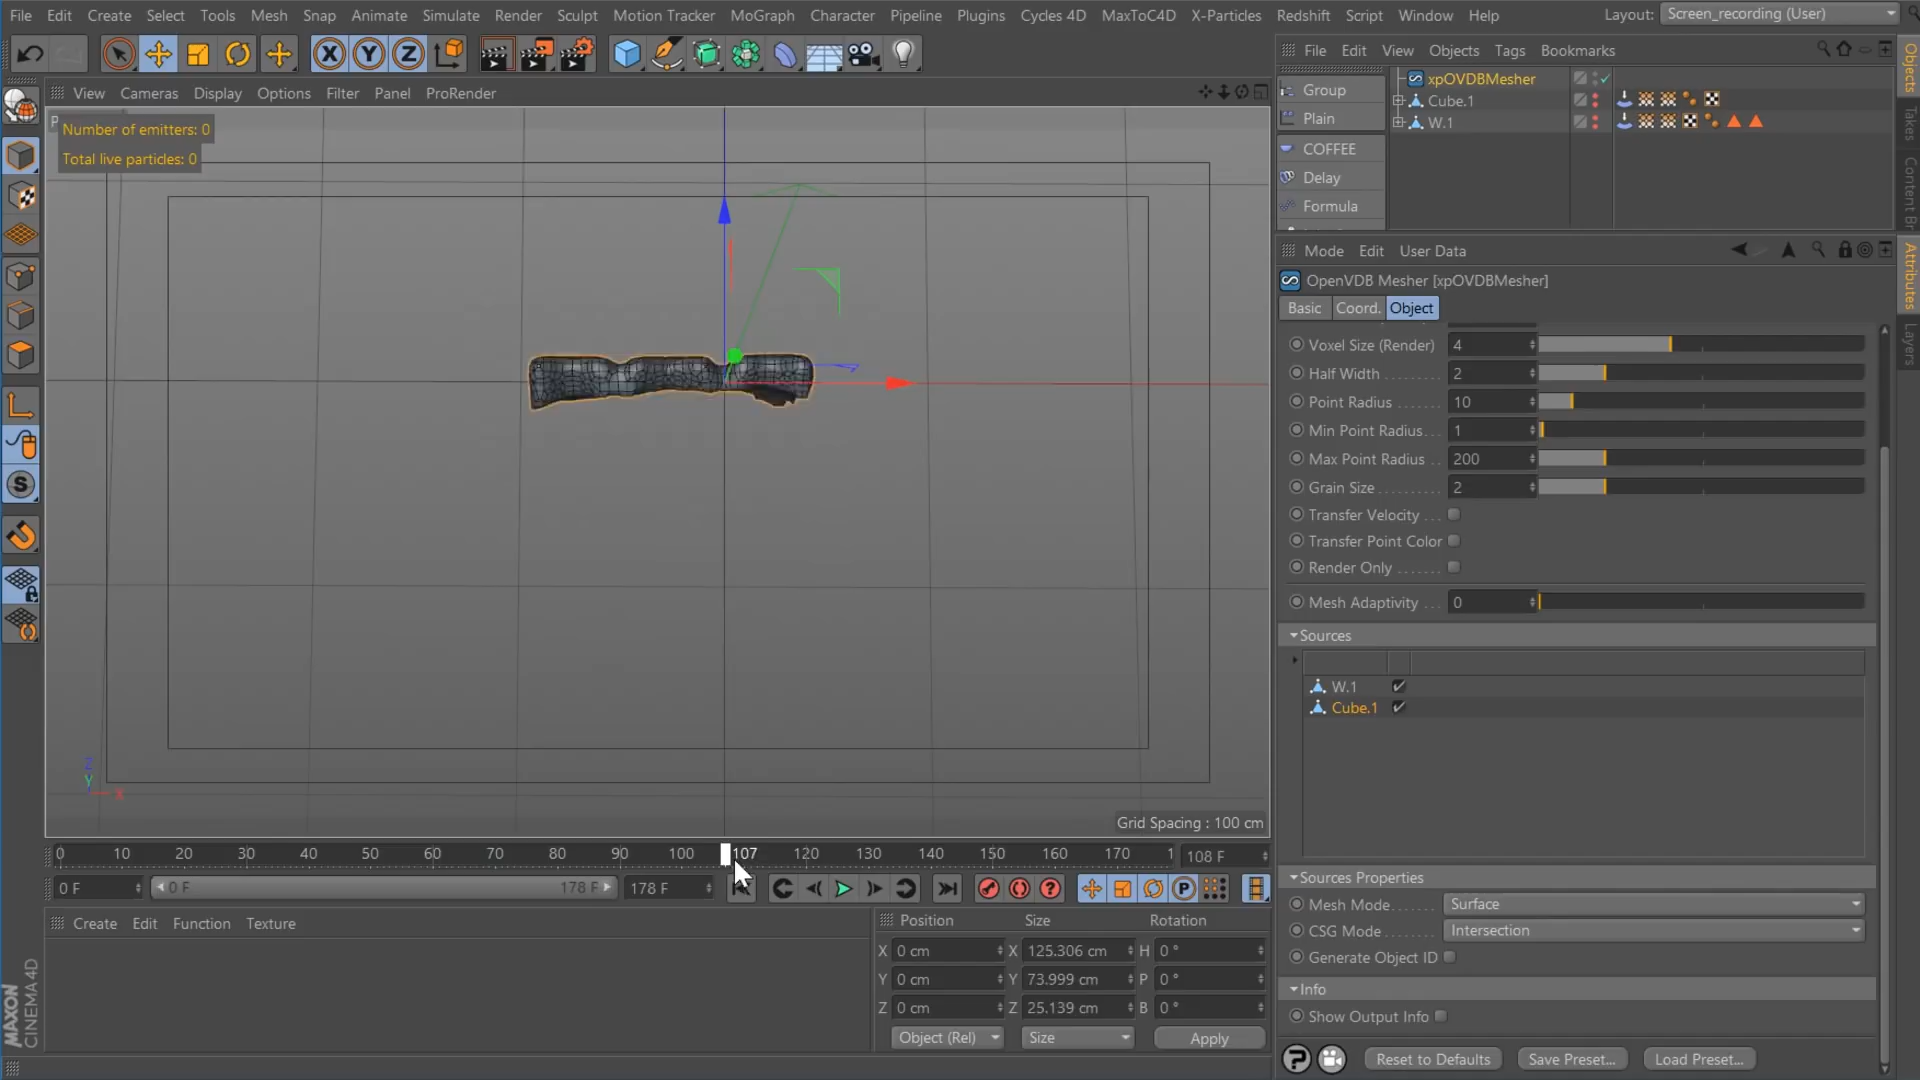 File Edit Create Select Tools Mesh Snap Animate Simulate Render Sculpt Motion Tracker MoGraph Character Pipeline Plugins Cycles 4D MaxToC4D X-Particles Redshift Script Window Help Layout: Screen_recording (User)
X Y Z
File Edit View Objects Tags Bookmarks
Objects
Takes
Content Br
Group
Plain
COFFEE
Delay
Formula
xpOVDBMesher
Cube.1
W.1
View Cameras Display Options Filter Panel ProRender
P
Number of emitters: 0
Total live particles: 0
Z
Y
X
Grid Spacing : 100 cm
Mode Edit User Data
Attributes
Layers
OpenVDB Mesher [xpOVDBMesher]
Basic Coord. Object
Voxel Size (Render) 4
Half Width 2
Point Radius 10
Min Point Radius 1
Max Point Radius 200
Grain Size 2
Transfer Velocity
Transfer Point Color
Render Only
Mesh Adaptivity 0
Sources
W.1
Cube.1
Sources Properties
Mesh Mode Surface
CSG Mode Intersection
Generate Object ID
Info
Show Output Info
? Reset to Defaults Save Preset... Load Preset...
S
0 10 20 30 40 50 60 70 80 90 100 107 120 130 140 150 160 170 1 108 F
0 F 0 F 178 F 178 F ? P
Create Edit Function Texture
Position Size Rotation
X 0 cm X 125.306 cm H 0 °
Y 0 cm Y 73.999 cm P 0 °
Z 0 cm Z 25.139 cm B 0 °
Object (Rel) Size Apply
MAXON
CINEMA 4D